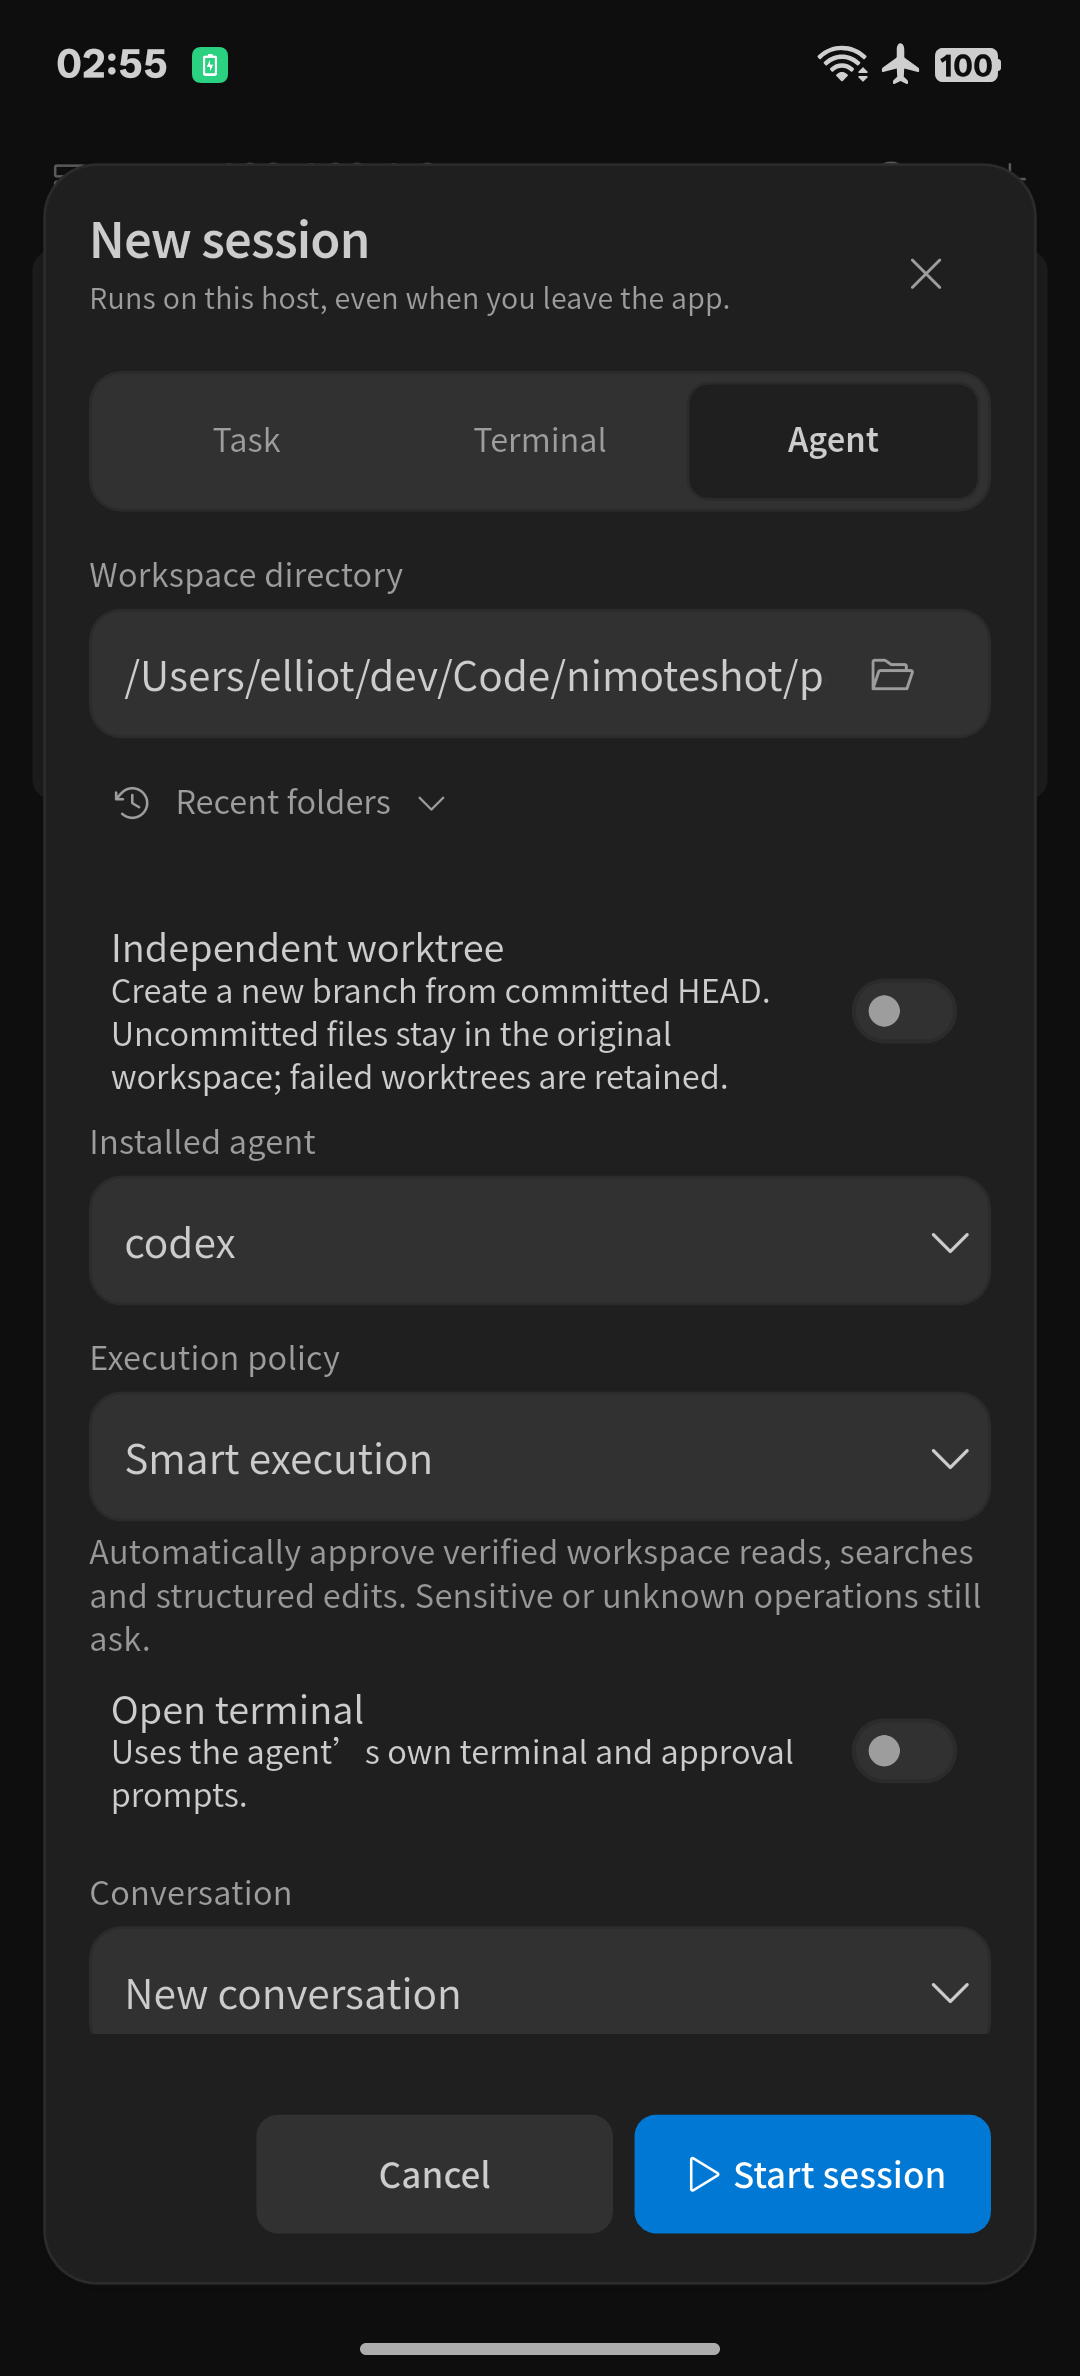 02:55
100
New session
Runs on this host, even when you leave the app.
Task
Terminal
Agent
Workspace directory
/Users/elliot/dev/Code/nimoteshot/p
Recent folders
Independent worktree
Create a new branch from committed HEAD.
Uncommitted files stay in the original
workspace; failed worktrees are retained.
Installed agent
codex
Execution policy
Smart execution
Automatically approve verified workspace reads, searches
and structured edits. Sensitive or unknown operations still
ask.
Open terminal
Uses the agent’s own terminal and approval
prompts.
Conversation
New conversation
Cancel
Start session